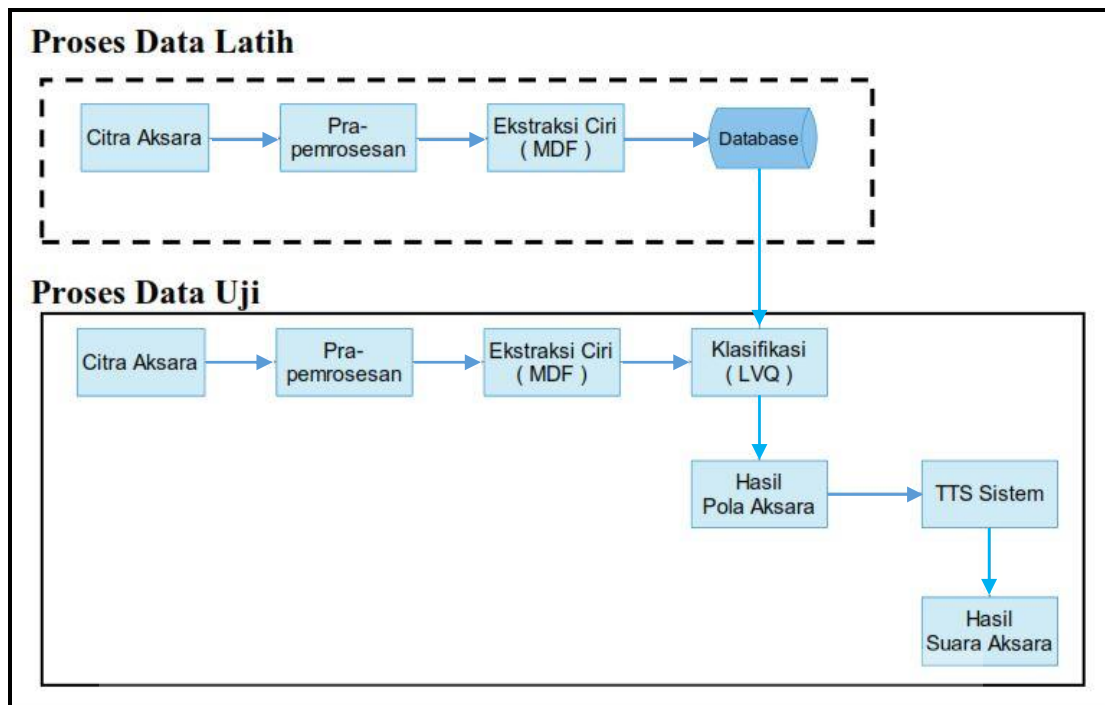 Proses Data Latih
Citra Aksara
Pra-
pemrosesan
Ekstraksi Ciri
( MDF )
Database
Proses Data Uji
Citra Aksara
Pra-
pemrosesan
Ekstraksi Ciri
( MDF )
Klasifikasi
( LVQ )
Hasil
Pola Aksara
TTS Sistem
Hasil
Suara Aksara